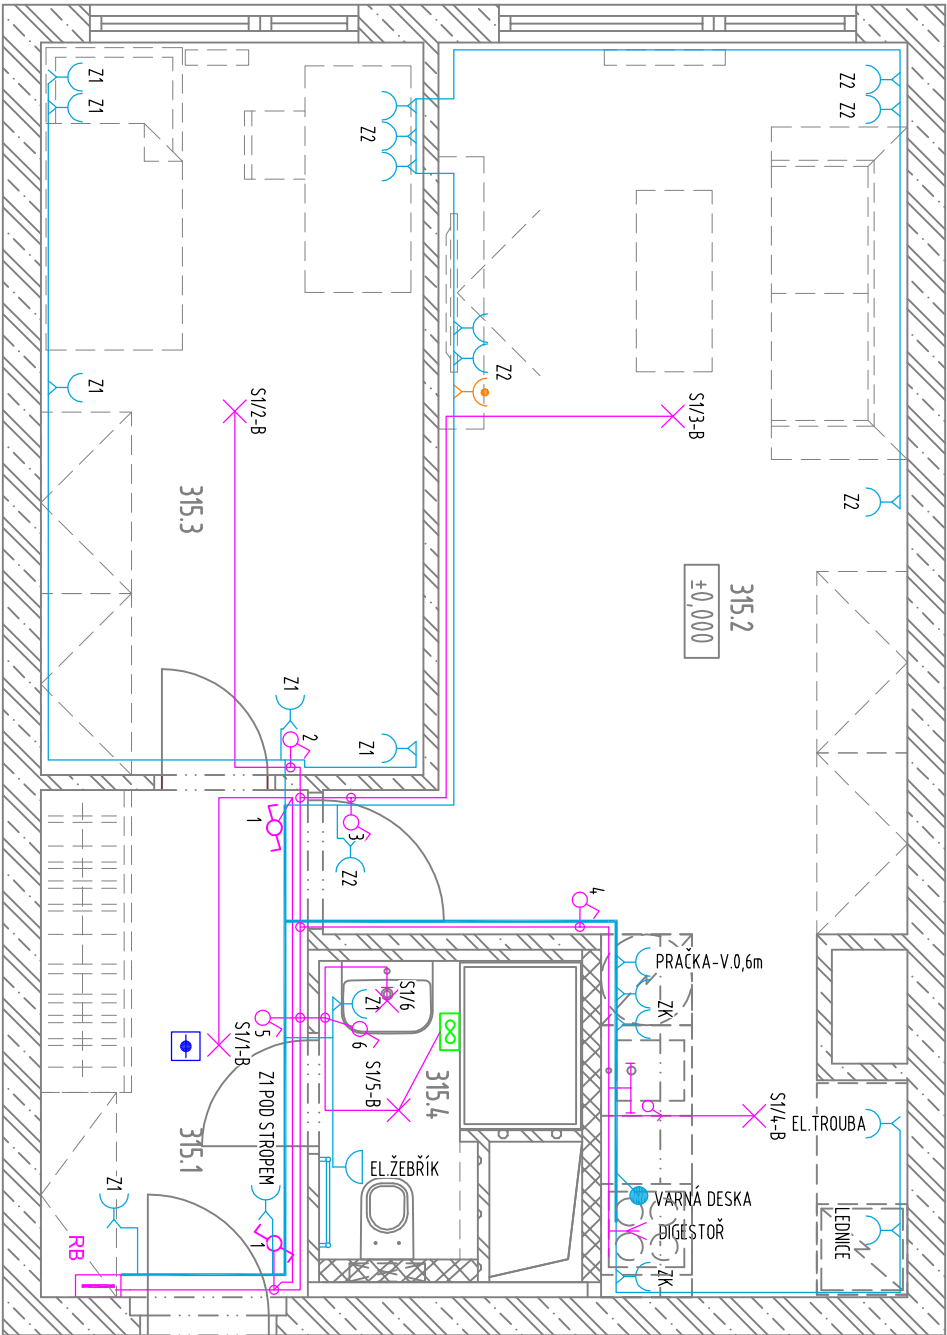 Z1
Z1
Z2
Z2
Z2
Z1
S1/2-B
Z2
S1/3-B
Z2
315.3
315.2
±0,000
Z1
2
Z1
1
3
Z2
4
PRAČKA-V.0,6m
ZK
S1/6
Z1
5
6
S1/1-B
S1/5-B
315.4
S1/4-B
EL.TROUBA
Z1 POD STROPEM
315.1
EL.ŽEBŘÍK
Z1
VARNÁ DESKA
DIGESTOŘ
LEDNICE
RB
1
ZK